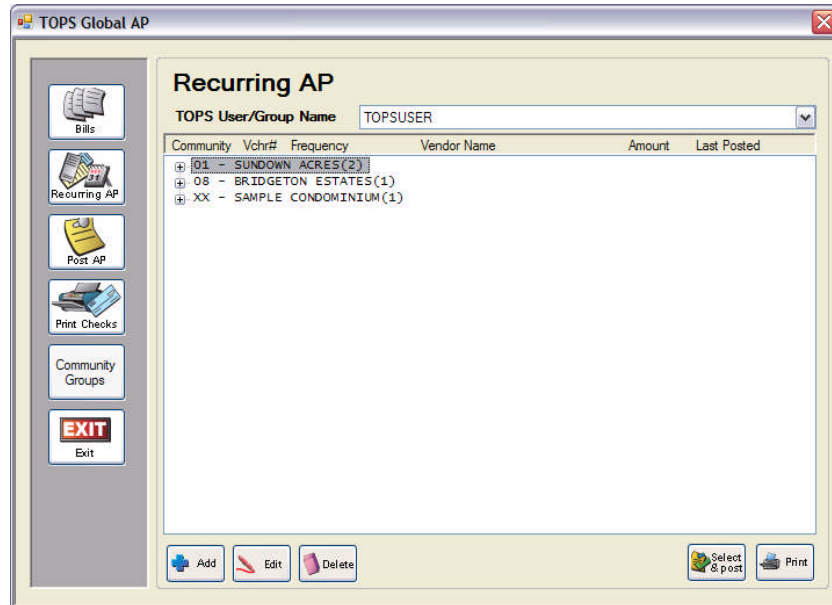 TOPS Global AP
Bills
Recurring AP
Post AP
Print Checks
Community
Groups
EXIT
Exit
Recurring AP
TOPS User/Group Name TOPSUSER
Community Vchr# Frequency Vendor Name Amount Last Posted
01 - SUNDOWN ACRES(2)
08 - BRIDGETON ESTATES(1)
XX - SAMPLE CONDOMINIUM(1)
Add Edit Delete Select & post Print